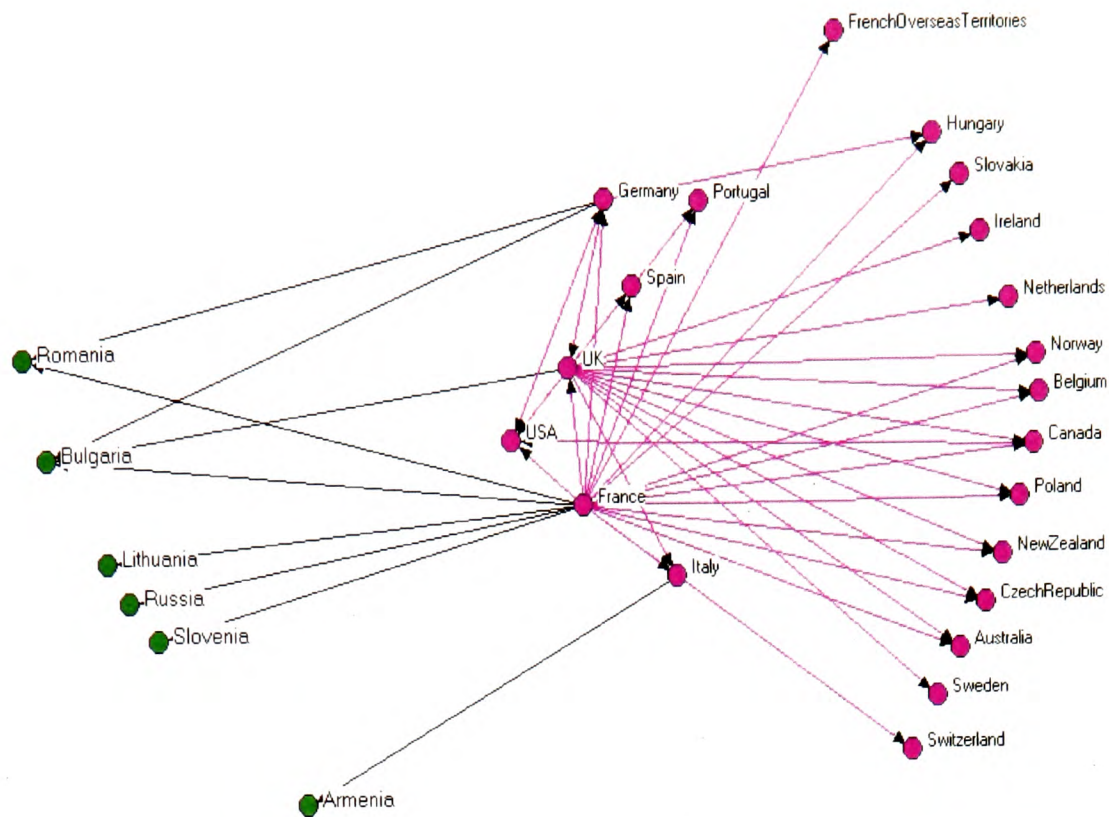 FrenchOverseasTerritories
Hungary
Slovakia
Germany
Portugal
Ireland
Spain
Netherlands
Romania
UK
Norway
Belgium
USA
Canada
Bulgaria
Poland
France
NewZealand
Lithuania
Italy
CzechRepublic
Russia
Slovenia
Australia
Sweden
Switzerland
Armenia